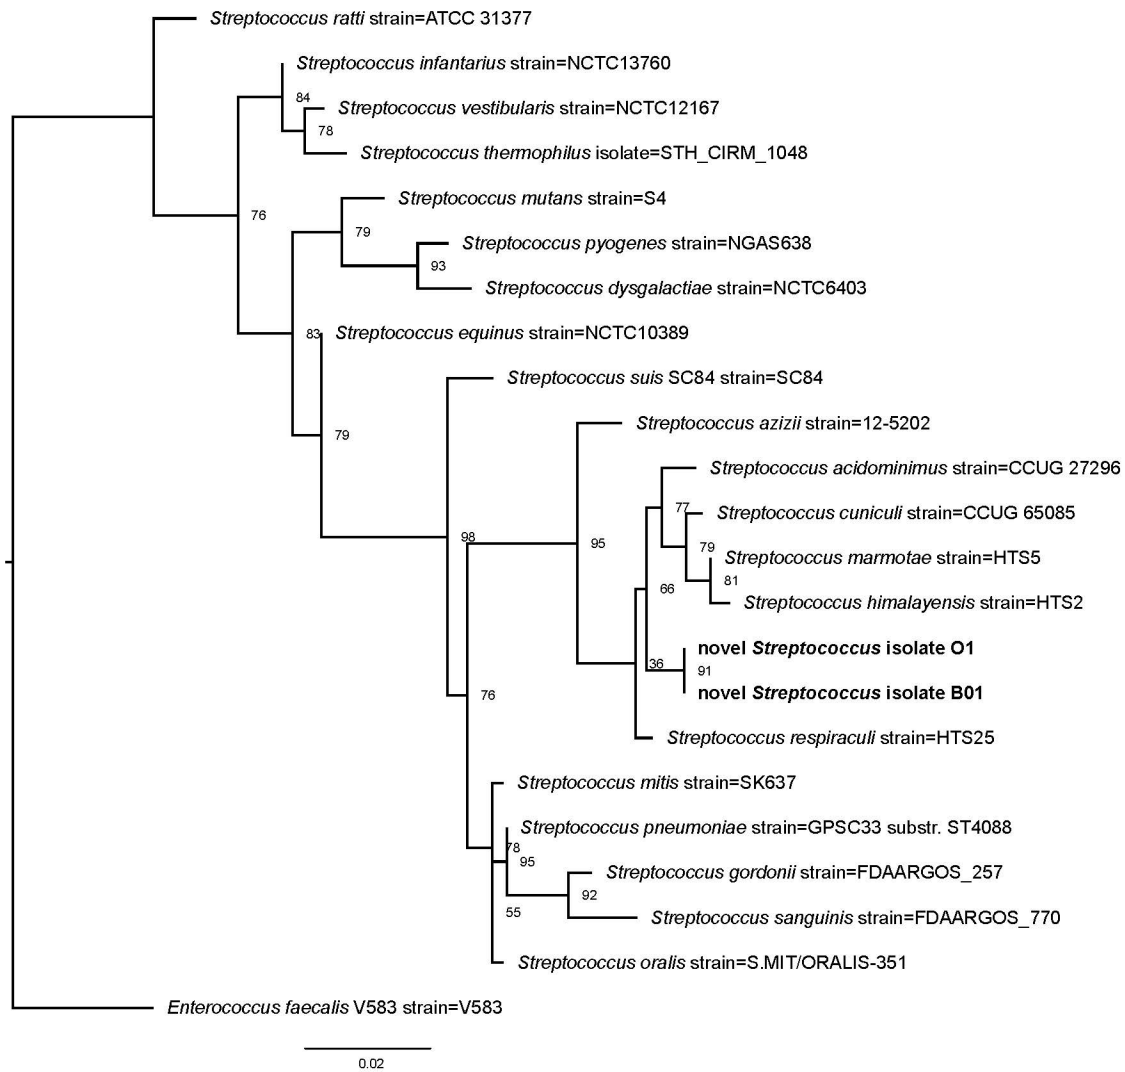 Streptococcus ratti strain=ATCC 31377
Streptococcus infantarius strain=NCTC13760
84
Streptococcus vestibularis strain=NCTC12167
78
Streptococcus thermophilus isolate=STH_CIRM_1048
Streptococcus mutans strain=S4
76
79
Streptococcus pyogenes strain=NGAS638
93
Streptococcus dysgalactiae strain=NCTC6403
83
Streptococcus equinus strain=NCTC10389
Streptococcus suis SC84 strain=SC84
Streptococcus azizii strain=12-5202
79
Streptococcus acidominimus strain=CCUG 27296
77
Streptococcus cuniculi strain=CCUG 65085
98
95
79
Streptococcus marmotae strain=HTS5
81
66
Streptococcus himalayensis strain=HTS2
novel Streptococcus isolate O1
36
91
novel Streptococcus isolate B01
76
Streptococcus respiraculi strain=HTS25
Streptococcus mitis strain=SK637
Streptococcus pneumoniae strain=GPSC33 substr. ST4088
78
95
Streptococcus gordonii strain=FDAARGOS_257
92
55
Streptococcus sanguinis strain=FDAARGOS_770
Streptococcus oralis strain=S.MIT/ORALIS-351
Enterococcus faecalis V583 strain=V583
0.02